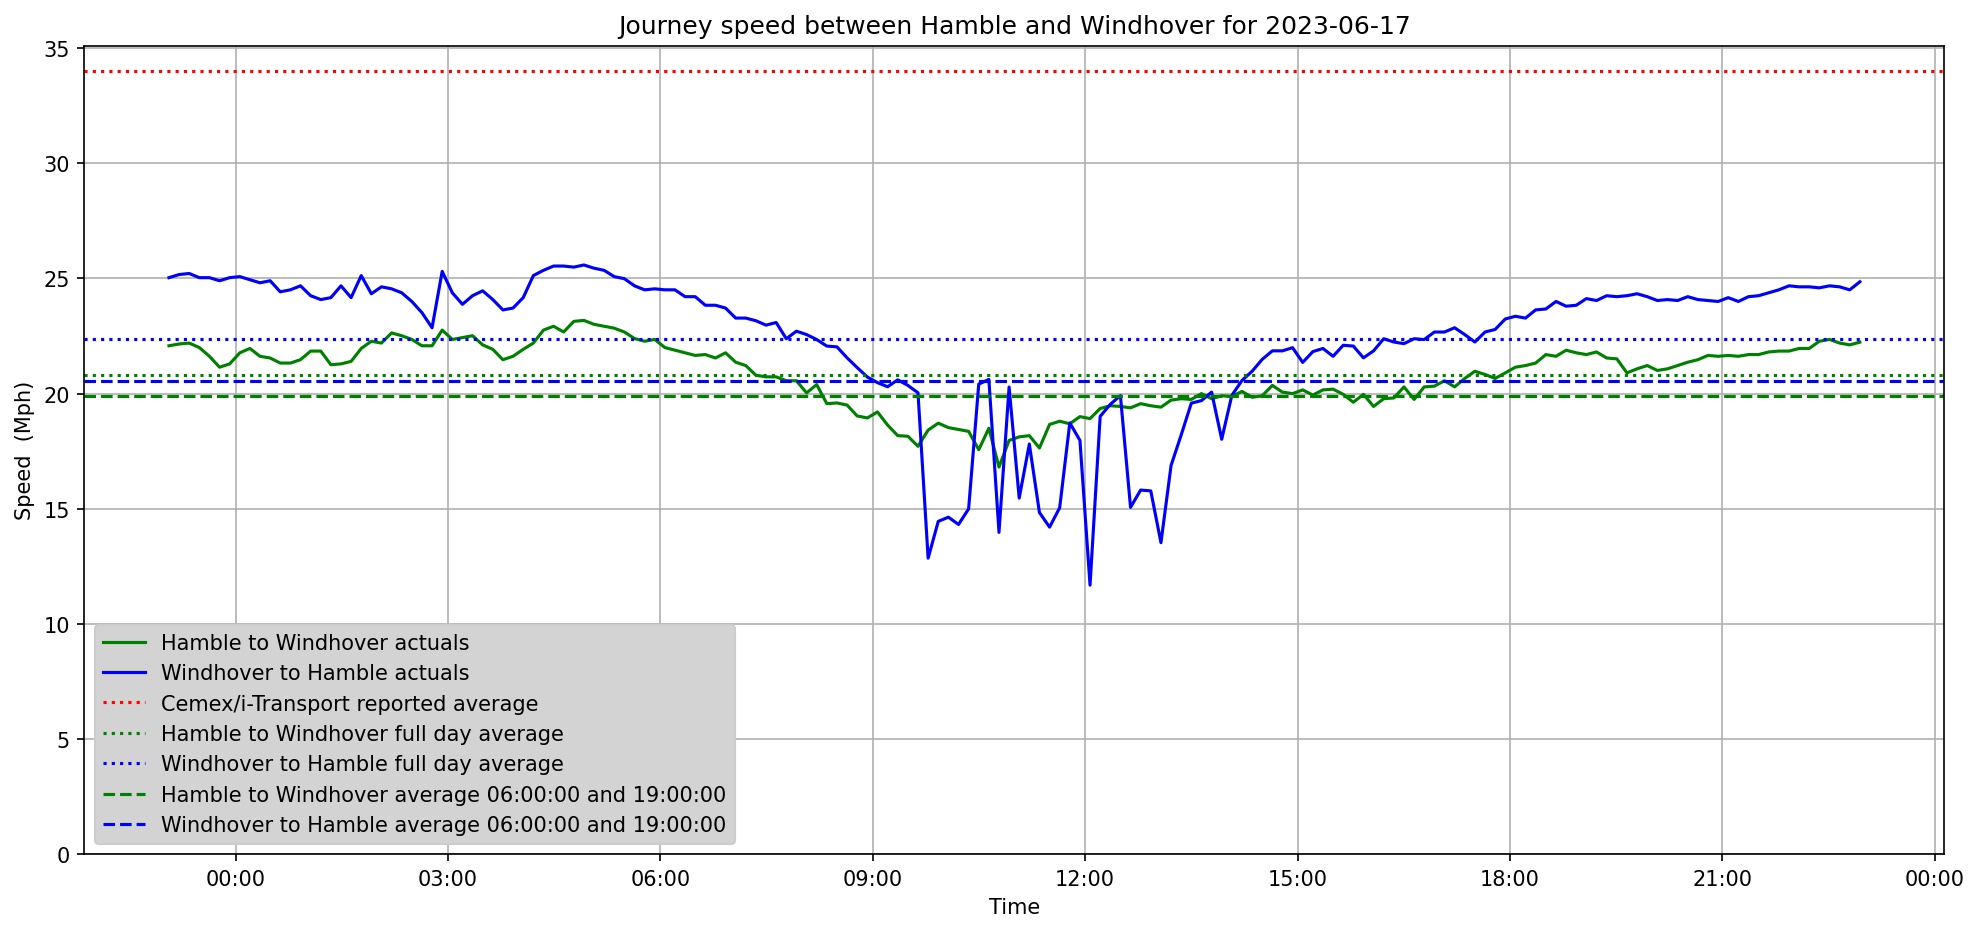 Journey speed between Hamble and Windhover for 2023-06-17
35
30
25
20
15
10
5
0
Speed (Mph)
Hamble to Windhover actuals
Windhover to Hamble actuals
Cemex/i-Transport reported average
Hamble to Windhover full day average
Windhover to Hamble full day average
Hamble to Windhover average 06:00:00 and 19:00:00
Windhover to Hamble average 06:00:00 and 19:00:00
00:00 03:00 06:00 09:00 12:00 15:00 18:00 21:00 00:00
Time